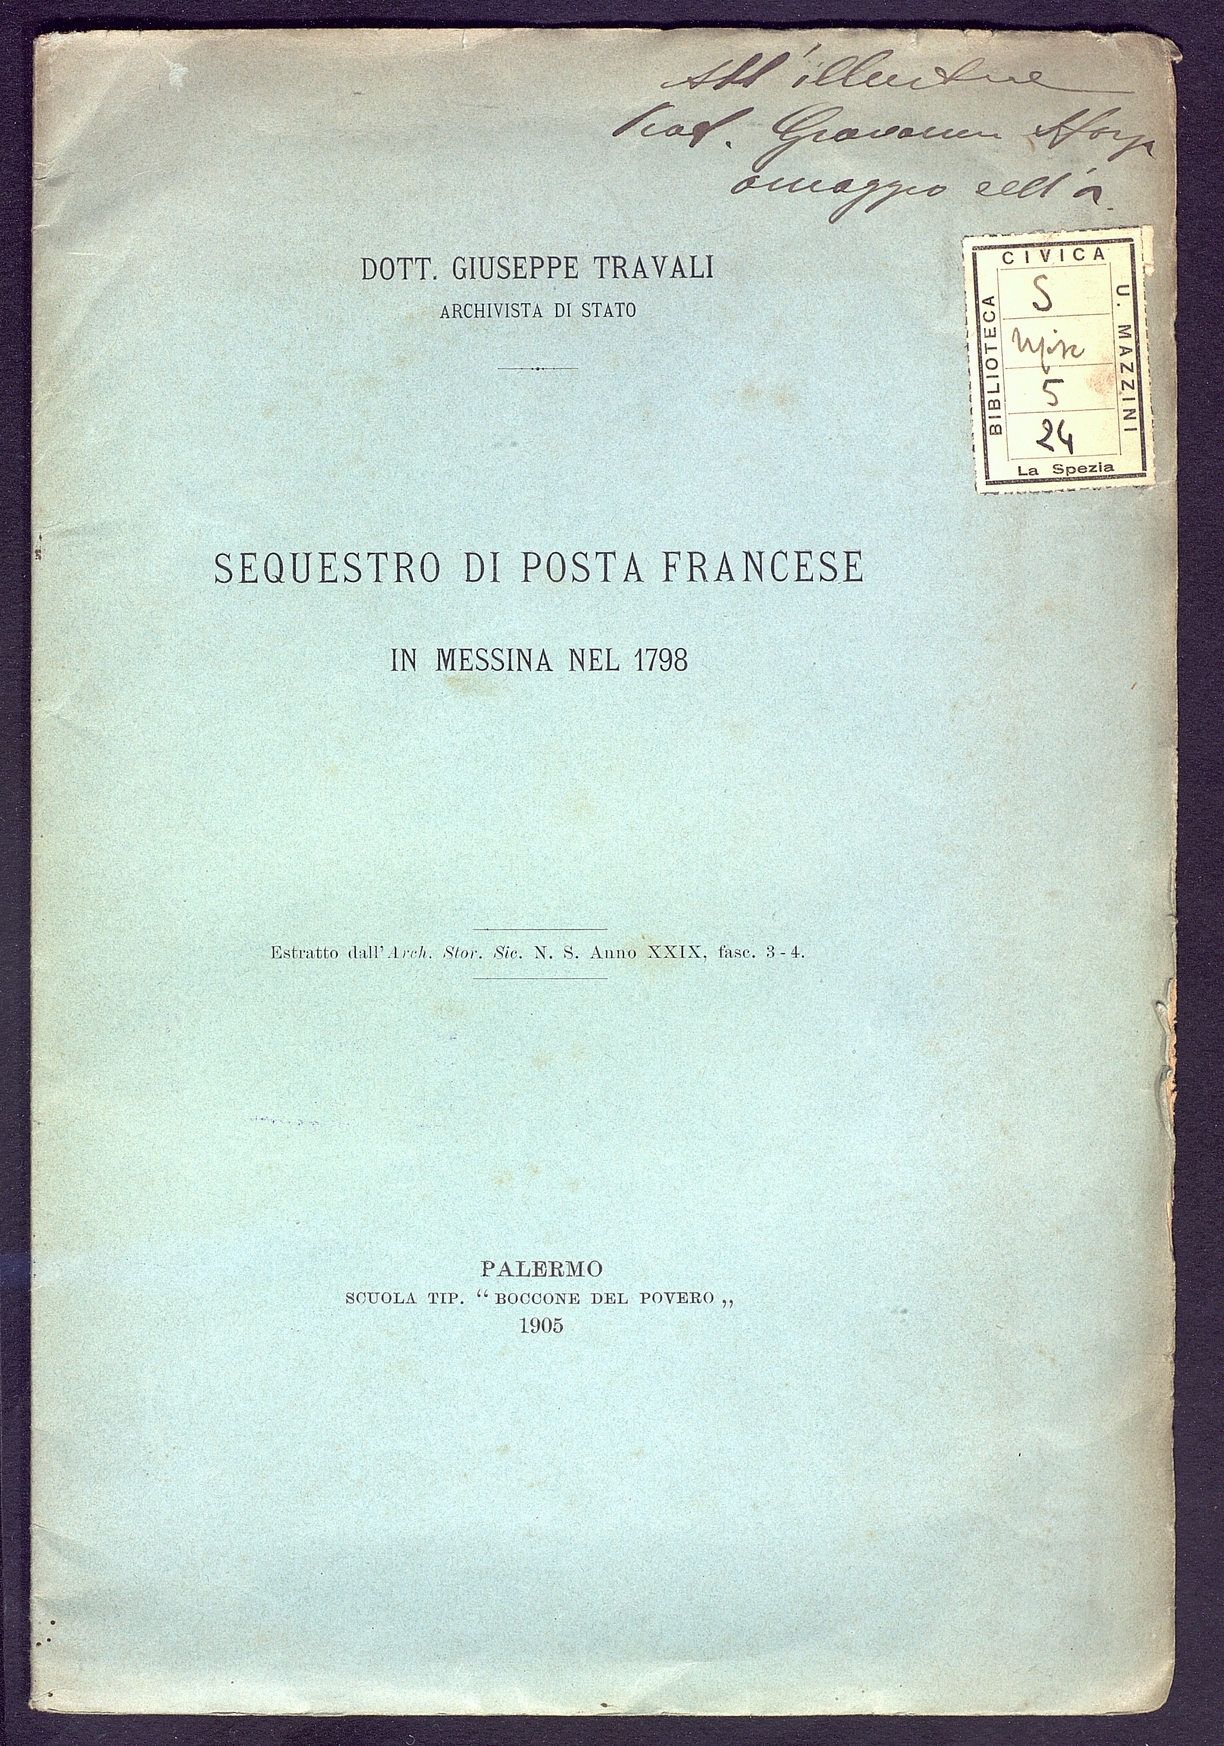 All'illustre
Prof. Giovanni Sforza
omaggio dell'A.
DOTT. GIUSEPPE TRAVALI
ARCHIVISTA DI STATO
CIVICA
BIBLIOTECA
U. MAZZINI
S
Misc
5
24
La Spezia
SEQUESTRO DI POSTA FRANCESE
IN MESSINA NEL 1798
Estratto dall'Arch. Stor. Sic. N. S. Anno XXIX, fasc. 3-4.
PALERMO
SCUOLA TIP. “ BOCCONE DEL POVERO „
1905